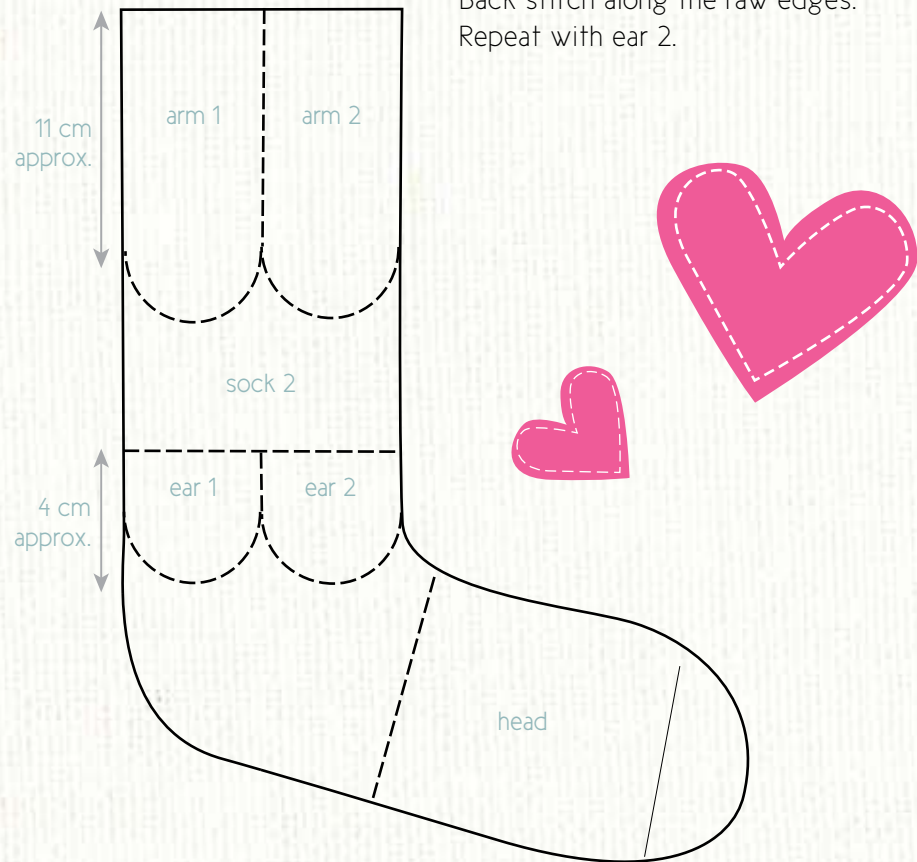 Back stitch along the raw edges.
Repeat with ear 2.
arm 1
arm 2
11 cm
approx.
sock 2
ear 1
ear 2
4 cm
approx.
head